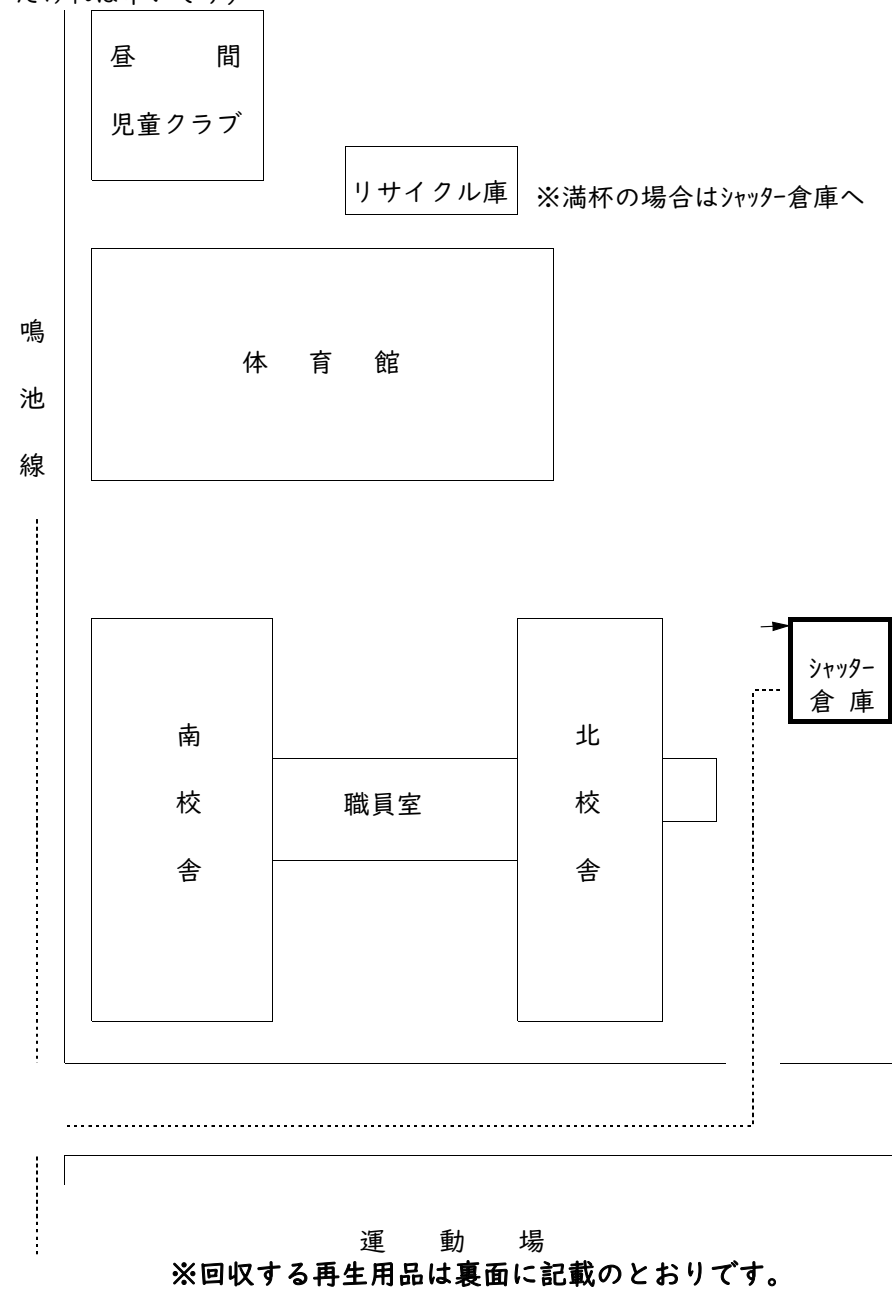 昼 間
児童クラブ
リサイクル庫
※満杯の場合はｼｬｯﾀｰ倉庫へ
鳴池線
体 育 館
ｼｬｯﾀｰ
倉 庫
南校舎
職員室
北校舎
運 動 場
※回収する再生用品は裏面に記載のとおりです。